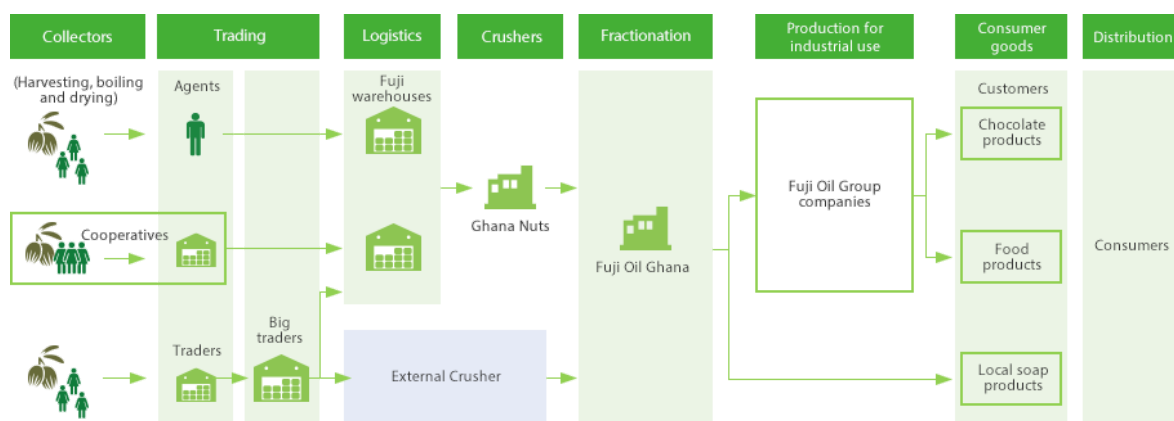 Collectors
Trading
Logistics
Crushers
Fractionation
Production for
industrial use
Consumer
goods
Distribution
(Harvesting, boiling
and drying)
Agents
Fuji
warehouses
Customers
Chocolate
products
Fuji Oil Group
companies
Ghana Nuts
Cooperatives
Fuji Oil Ghana
Food
products
Consumers
Big
traders
Traders
External Crusher
Local soap
products